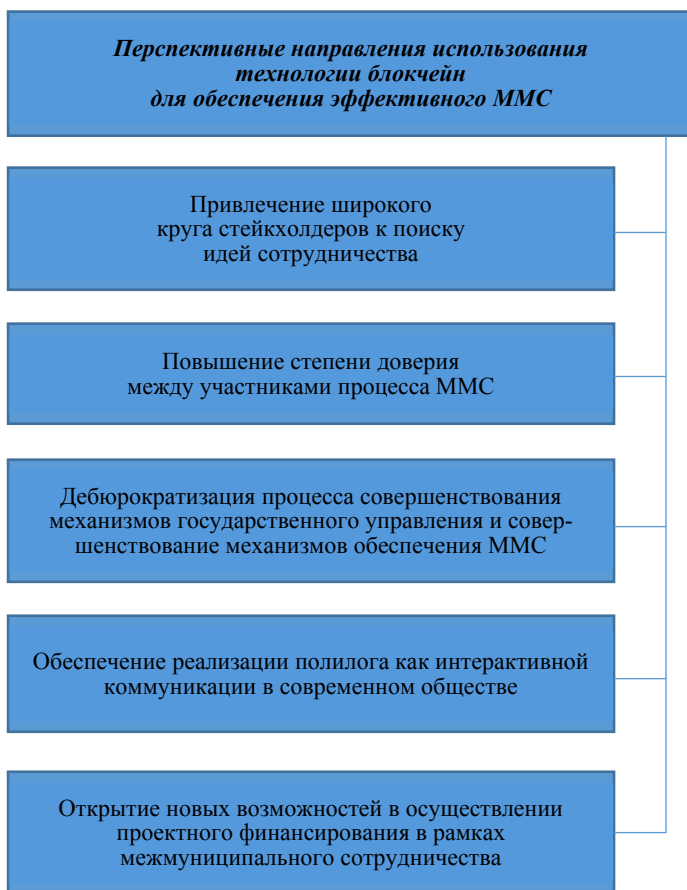 Перспективные направления использования
технологии блокчейн
для обеспечения эффективного ММС
Привлечение широкого
круга стейкхолдеров к поиску
идей сотрудничества
Повышение степени доверия
между участниками процесса ММС
Дебюрократизация процесса совершенствования
механизмов государственного управления и совер-
шенствование механизмов обеспечения ММС
Обеспечение реализации полилога как интерактивной
коммуникации в современном обществе
Открытие новых возможностей в осуществлении
проектного финансирования в рамках
межмуниципального сотрудничества